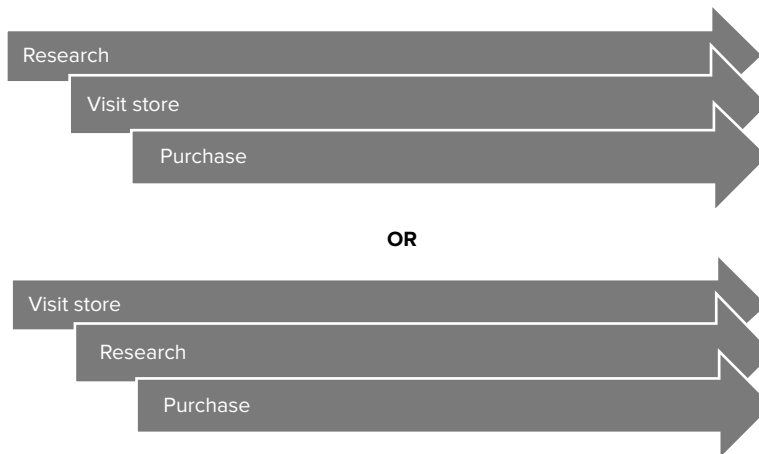 Research
Visit store
Purchase
OR
Visit store
Research
Purchase